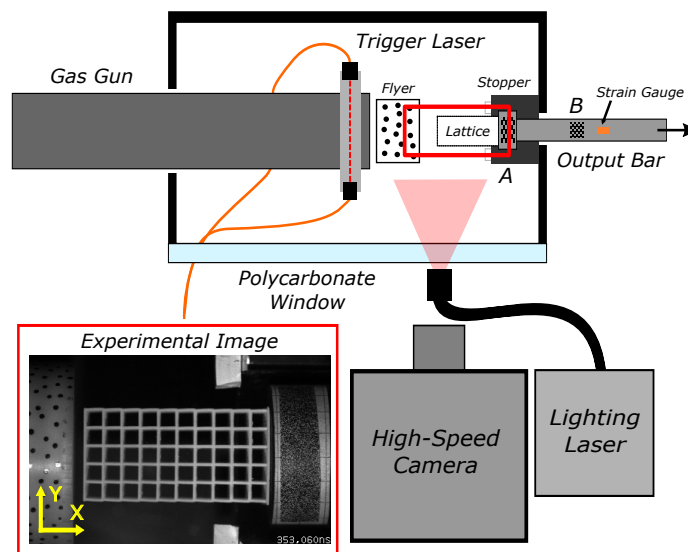 Trigger Laser
Gas Gun
Flyer
Stopper
Strain Gauge
B
Lattice
A
Output Bar
Polycarbonate
Window
Experimental Image
High-Speed
Camera
Lighting
Laser
Y
X
353,060ns